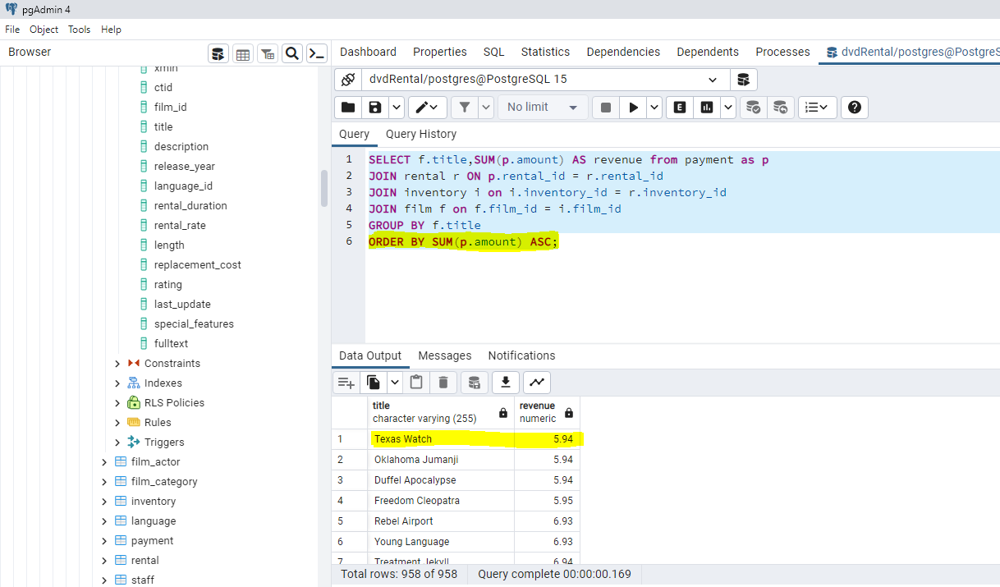 pgAdmin 4
File Object Tools Help
Browser
xmin
ctid
film_id
title
description
release_year
language_id
rental_duration
rental_rate
length
replacement_cost
rating
last_update
special_features
fulltext
Constraints
Indexes
RLS Policies
Rules
Triggers
film_actor
film_category
inventory
language
payment
rental
staff
Dashboard Properties SQL Statistics Dependencies Dependents Processes dvdRental/postgres@PostgreS
dvdRental/postgres@PostgreSQL 15
No limit E
Query Query History
1 SELECT f.title,SUM(p.amount) AS revenue from payment as p
2 JOIN rental r ON p.rental_id = r.rental_id
3 JOIN inventory i on i.inventory_id = r.inventory_id
4 JOIN film f on f.film_id = i.film_id
5 GROUP BY f.title
6 ORDER BY SUM(p.amount) ASC;
Data Output Messages Notifications
title revenue
character varying (255) numeric
1 Texas Watch 5.94
2 Oklahoma Jumanji 5.94
3 Duffel Apocalypse 5.94
4 Freedom Cleopatra 5.95
5 Rebel Airport 6.93
6 Young Language 6.93
7 Treatment Jekyll 6.94
Total rows: 958 of 958 Query complete 00:00:00.169